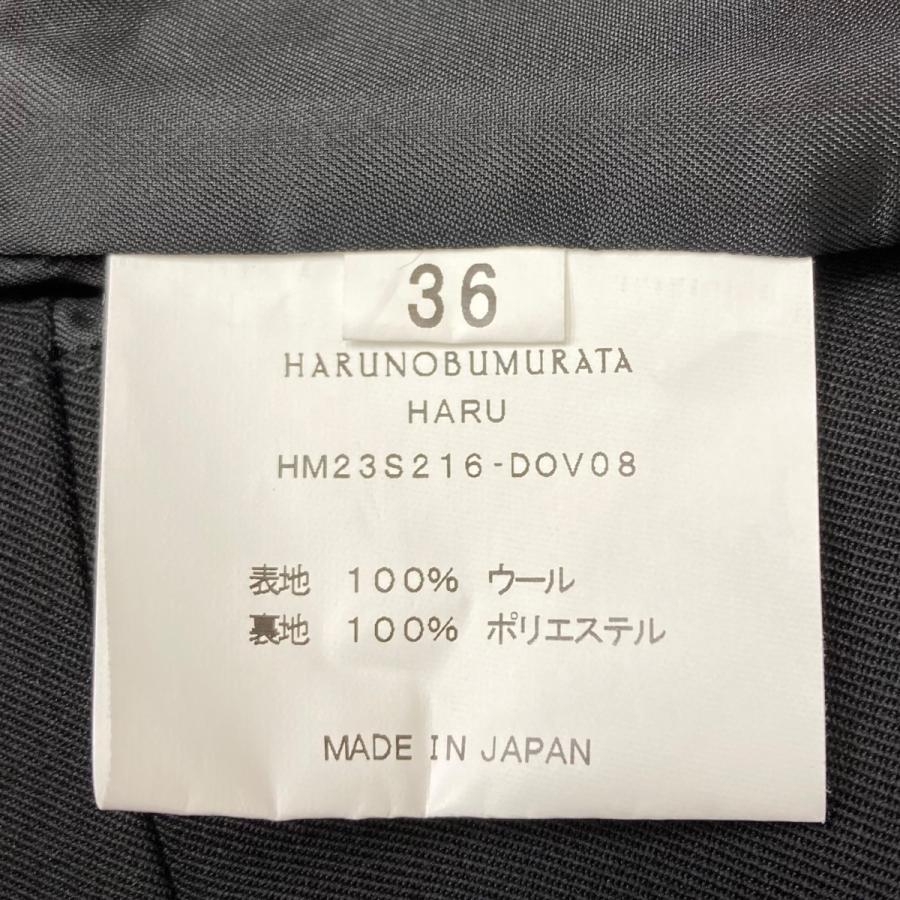 36
HARUNOBUMURATA
HARU
HM23S216-DOV08
表地 100% ウール
裏地 100% ポリエステル
MADE IN JAPAN